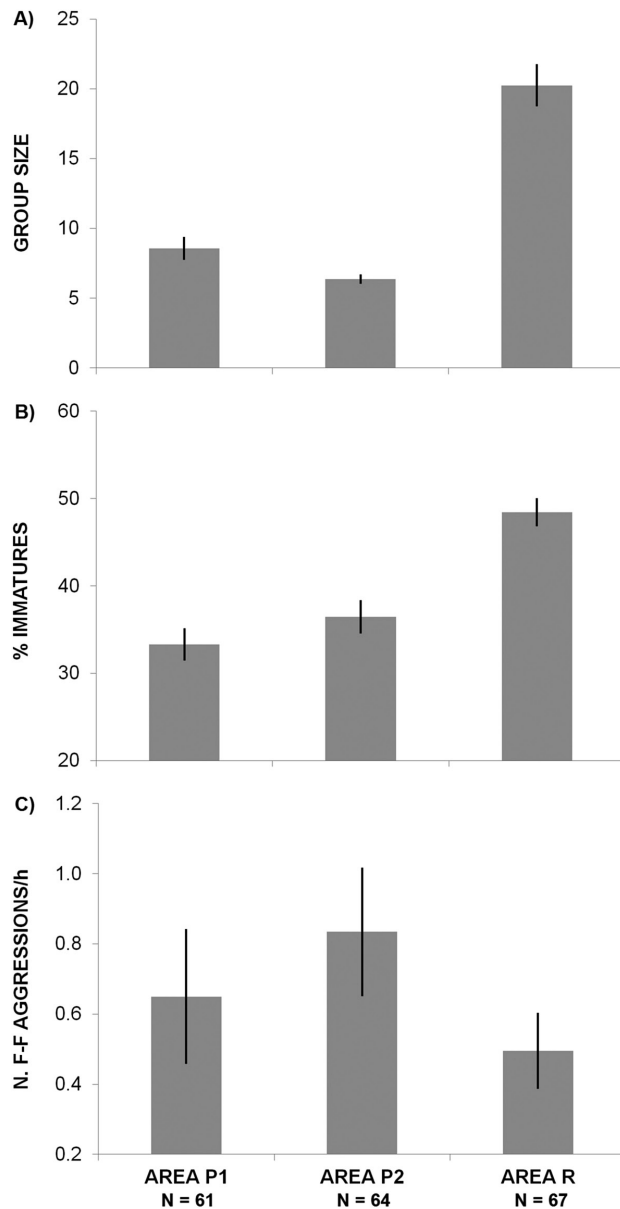 A)
GROUP SIZE
25
20
15
10
5
0
B)
% IMMATURES
60
50
40
30
20
C)
N. F-F AGGRESSIONS/h
1.2
1.0
0.8
0.6
0.4
0.2
AREA P1 AREA P2 AREA R
N = 61 N = 64 N = 67